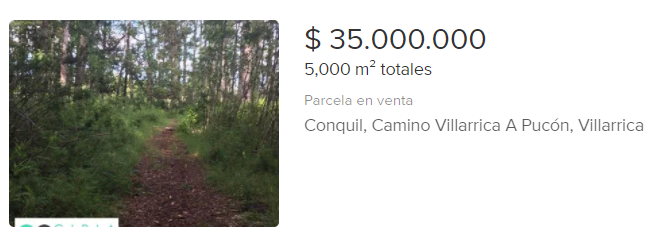 $ 35.000.000
5,000 m² totales
Parcela en venta
Conquil, Camino Villarrica A Pucón, Villarrica